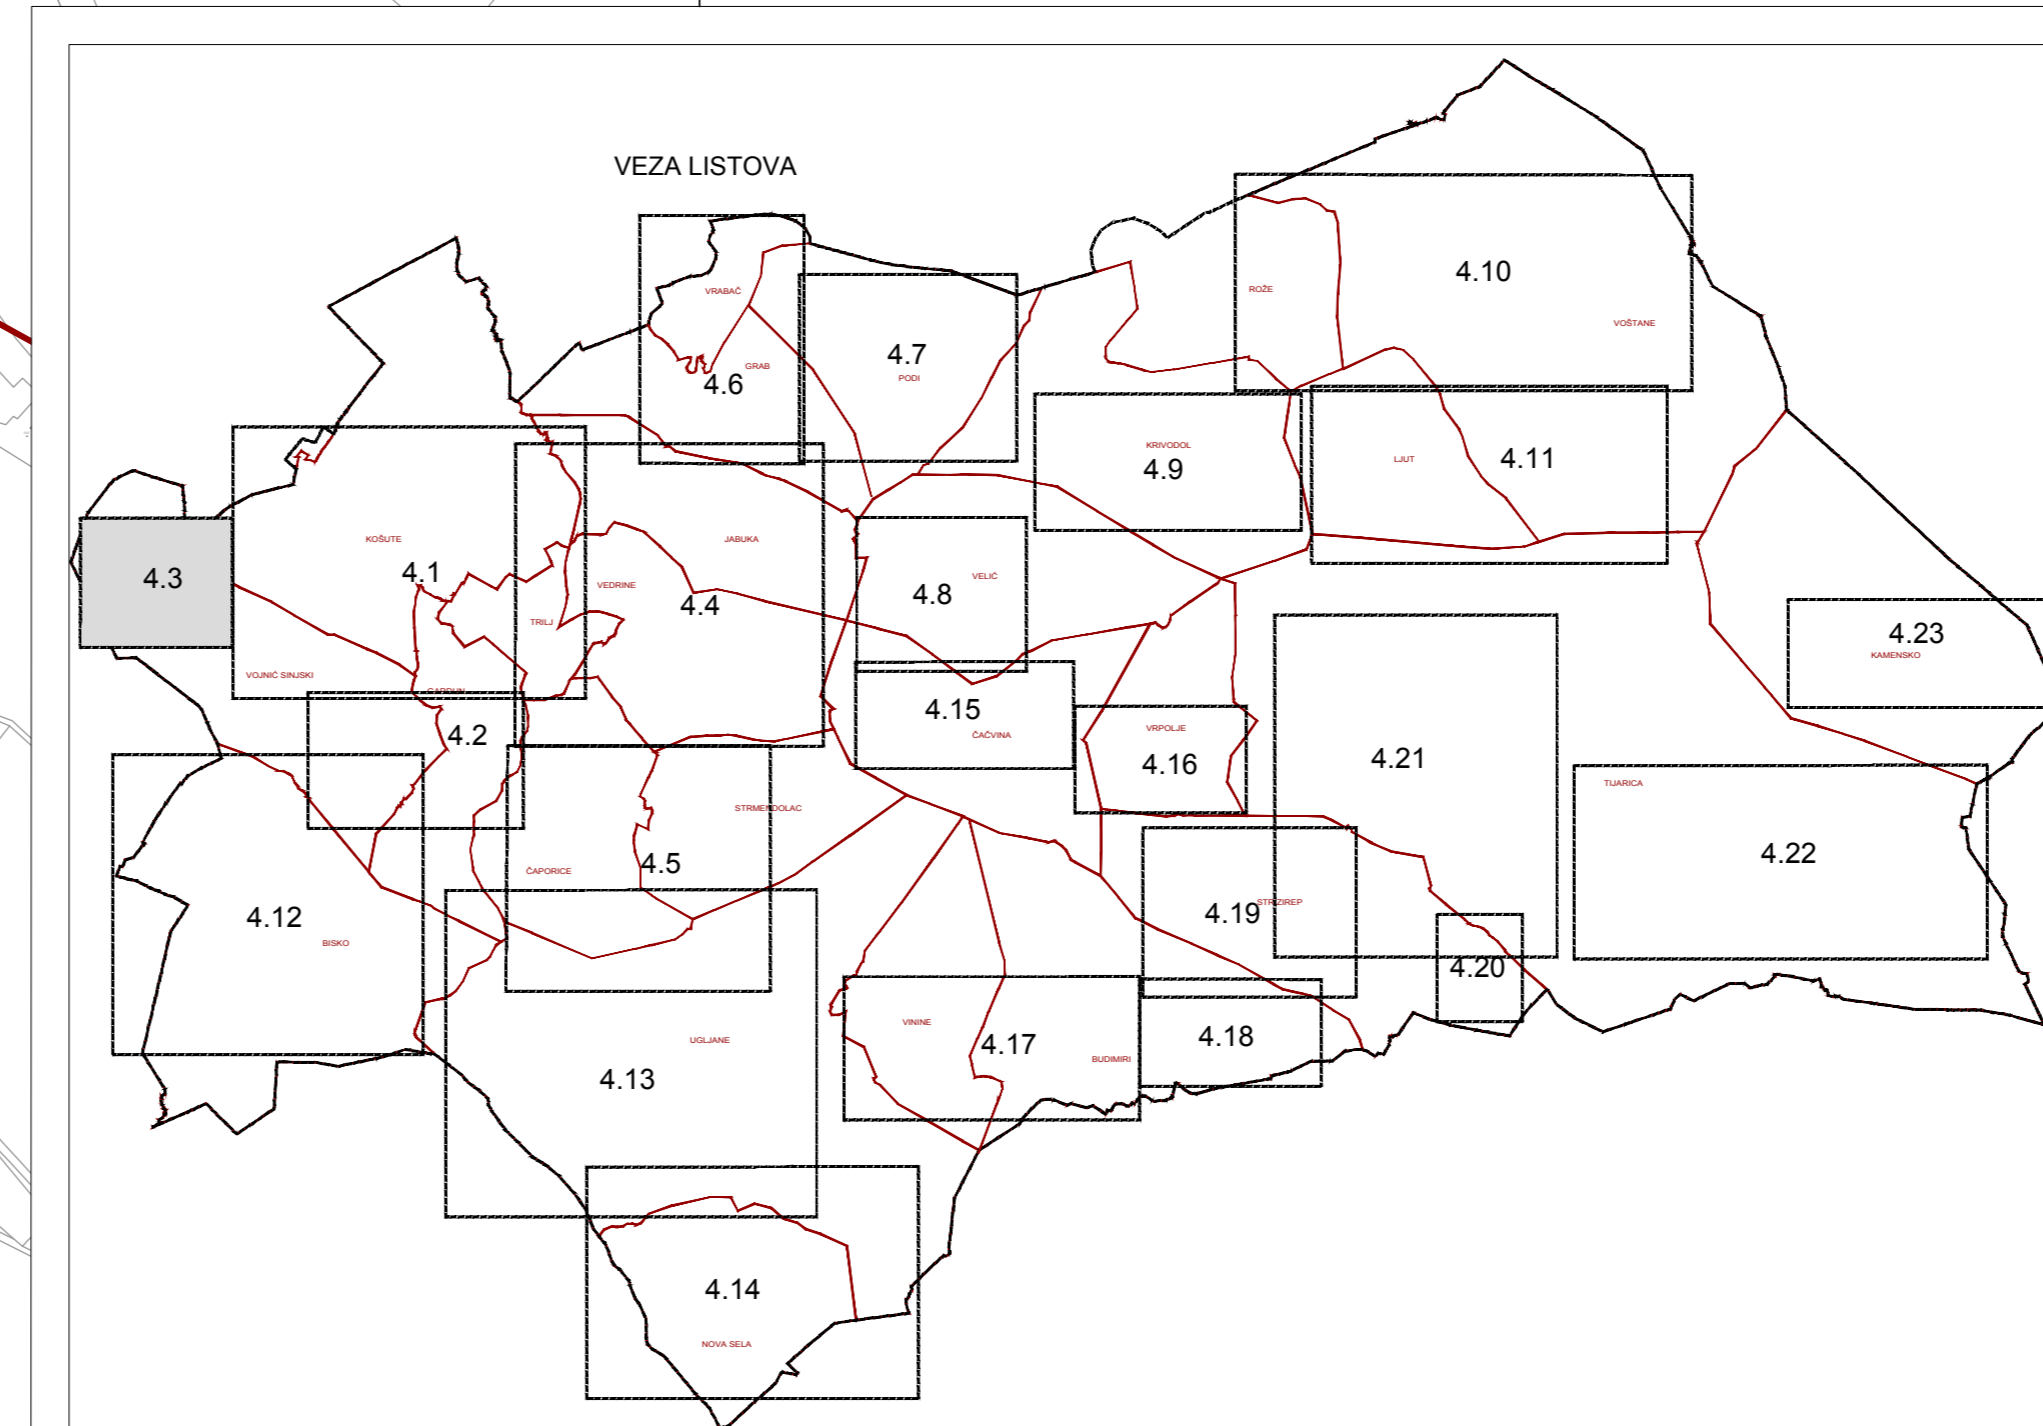 VEZA LISTOVA
4.10
VRABAČ
ROŽE
VOŠTANE
4.7
GRAB
PODI
4.6
KRIVODOL
4.9
LJUT
4.11
KOŠUTE
JABUKA
4.3
4.1
VEDRINE
VELIĆ
4.8
4.4
TRILJ
4.23
KAMENSKO
VOJNIĆ SINJSKI
GARDUN
4.15
4.2
ČAČVINA
VRPOLJE
4.16
4.21
TIJARICA
STRMENDOLAC
4.22
4.5
ČAPORICE
STRIZIREP
4.19
4.12
BISKO
4.20
VININE
UGLJANE
4.17
4.18
BUDIMIRI
4.13
4.14
NOVA SELA